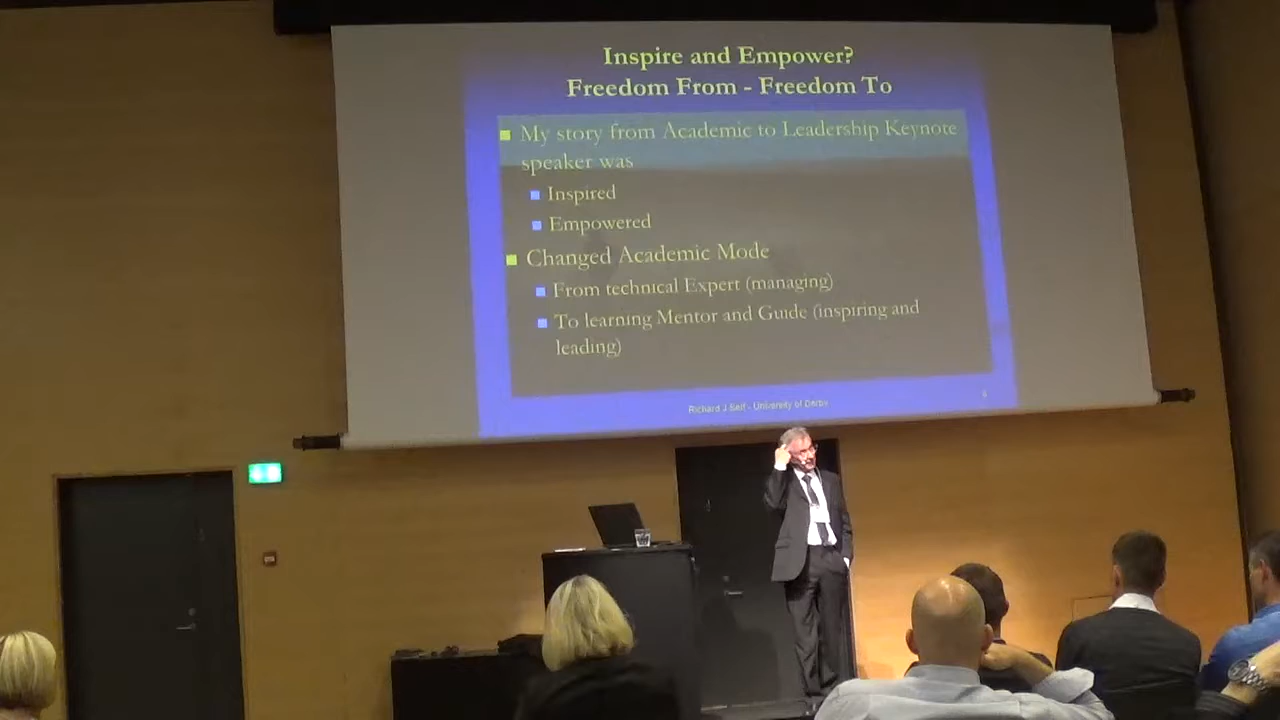 Inspire and Empower?
Freedom From - Freedom To
My story from Academic to Leadership Keynote
speaker was
Inspired
Empowered
Changed Academic Mode
From technical Expert (managing)
To learning Mentor and Guide (inspiring and
leading)
Richard J Self - University of Derby